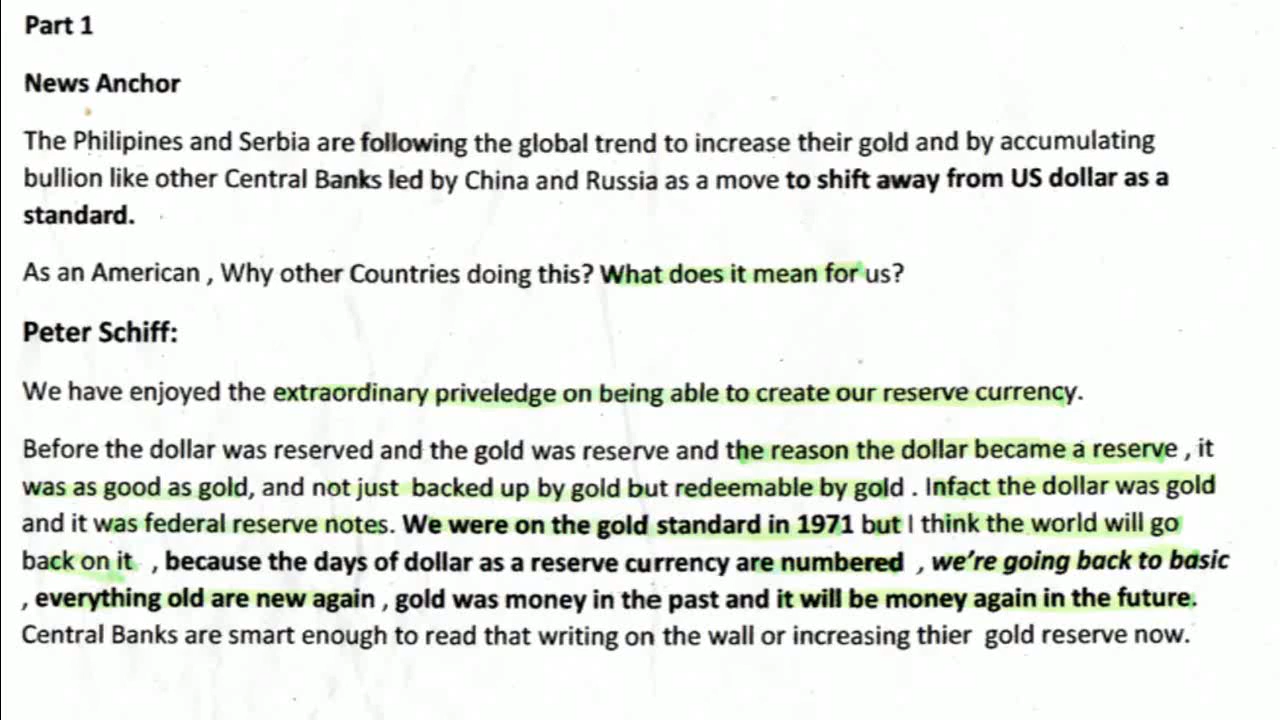 Part 1
News Anchor
The Philipines and Serbia are following the global trend to increase their gold and by accumulating
bullion like other Central Banks led by China and Russia as a move to shift away from US dollar as a
standard.
As an American , Why other Countries doing this? What does it mean for us?
Peter Schiff:
We have enjoyed the extraordinary priveledge on being able to create our reserve currency.
Before the dollar was reserved and the gold was reserve and the reason the dollar became a reserve , it
was as good as gold, and not just backed up by gold but redeemable by gold . Infact the dollar was gold
and it was federal reserve notes. We were on the gold standard in 1971 but I think the world will go
back on it , because the days of dollar as a reserve currency are numbered , we're going back to basic
, everything old are new again , gold was money in the past and it will be money again in the future.
Central Banks are smart enough to read that writing on the wall or increasing thier gold reserve now.